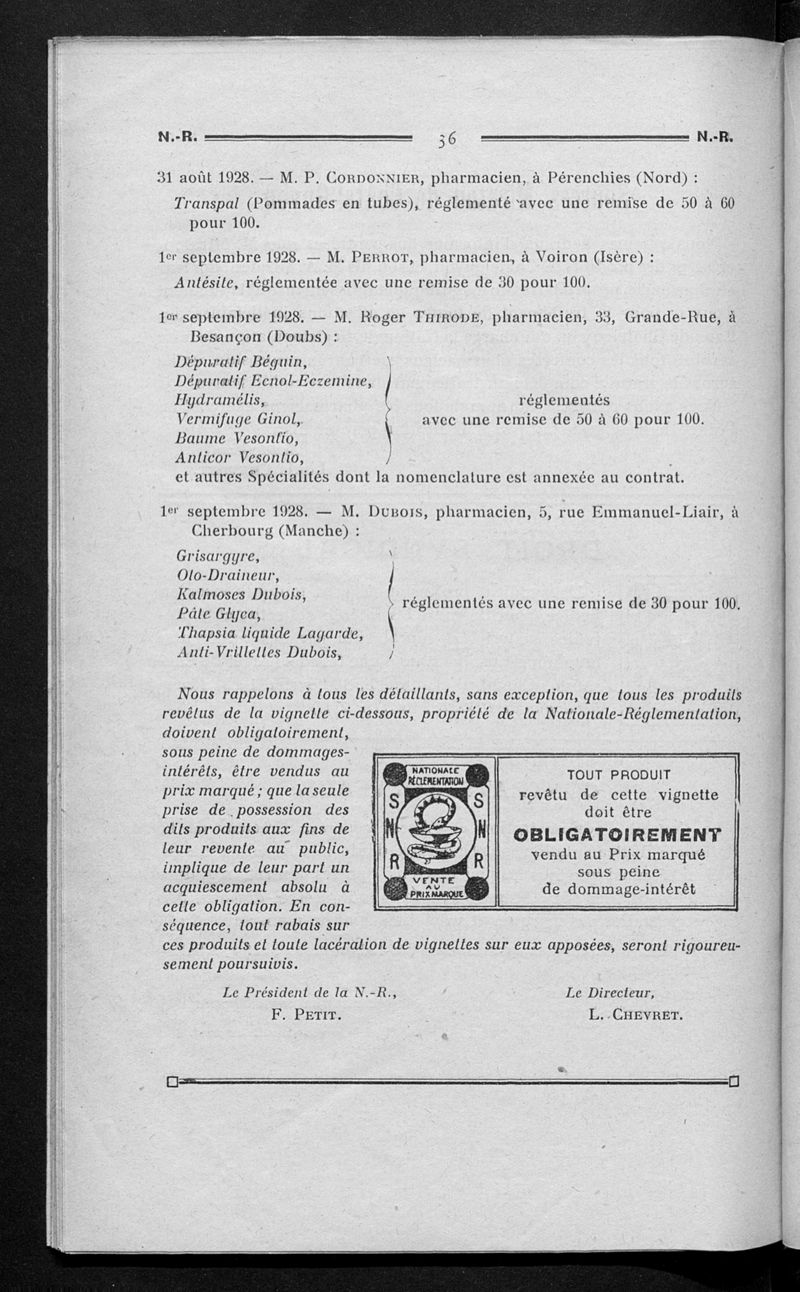 N.-R. 36 N.-R.
31 août 1928. — M. P. CORDONNIER, pharmacien, à Pérenchies (Nord) :
Transpal (Pommades en tubes), réglementé avec une remise de 50 à 60
pour 100.
1er septembre 1928. — M. PERROT, pharmacien, à Voiron (Isère) :
Antésite, réglementée avec une remise de 30 pour 100.
1er septembre 1928. — M. Roger THIRODE, pharmacien, 33, Grande-Rue, à
Besançon (Doubs) :
Dépuratif Béguin,
Dépuratif Ecnol-Eczemine,
Hydramélis,
Vermifuge Ginol,
Baume Vesontio,
Anticor Vesontio,
réglementés
avec une remise de 50 à 60 pour 100.
et autres Spécialités dont la nomenclature est annexée au contrat.
1er septembre 1928. — M. DUBOIS, pharmacien, 5, rue Emmanuel-Liair, à
Cherbourg (Manche) :
Grisargyre,
Oto-Draineur,
Kalmoses Dubois,
Pâte Glyca,
Thapsia liquide Lagarde,
Anti-Vrillettes Dubois,
réglementés avec une remise de 30 pour 100.
Nous rappelons à tous les détaillants, sans exception, que tous les produits
revêtus de la vignette ci-dessous, propriété de la Nationale-Réglementation,
doivent obligatoirement,
sous peine de dommages-
intérêts, être vendus au
prix marqué ; que la seule
prise de possession des
dits produits aux fins de
leur revente au public,
implique de leur part un
acquiescement absolu à
cette obligation. En con-
séquence, tout rabais sur
ces produits et toute lacération de vignettes sur eux apposées, seront rigoureu-
sement poursuivis.
NATIONALE
RÉGLEMENTATION
S S
N N
R R
VENTE
AU
PRIX MARQUÉ
TOUT PRODUIT
revêtu de cette vignette
doit être
OBLIGATOIREMENT
vendu au Prix marqué
sous peine
de dommage-intérêt
Le Président de la N.-R., Le Directeur,
F. PETIT. L. CHEVRET.